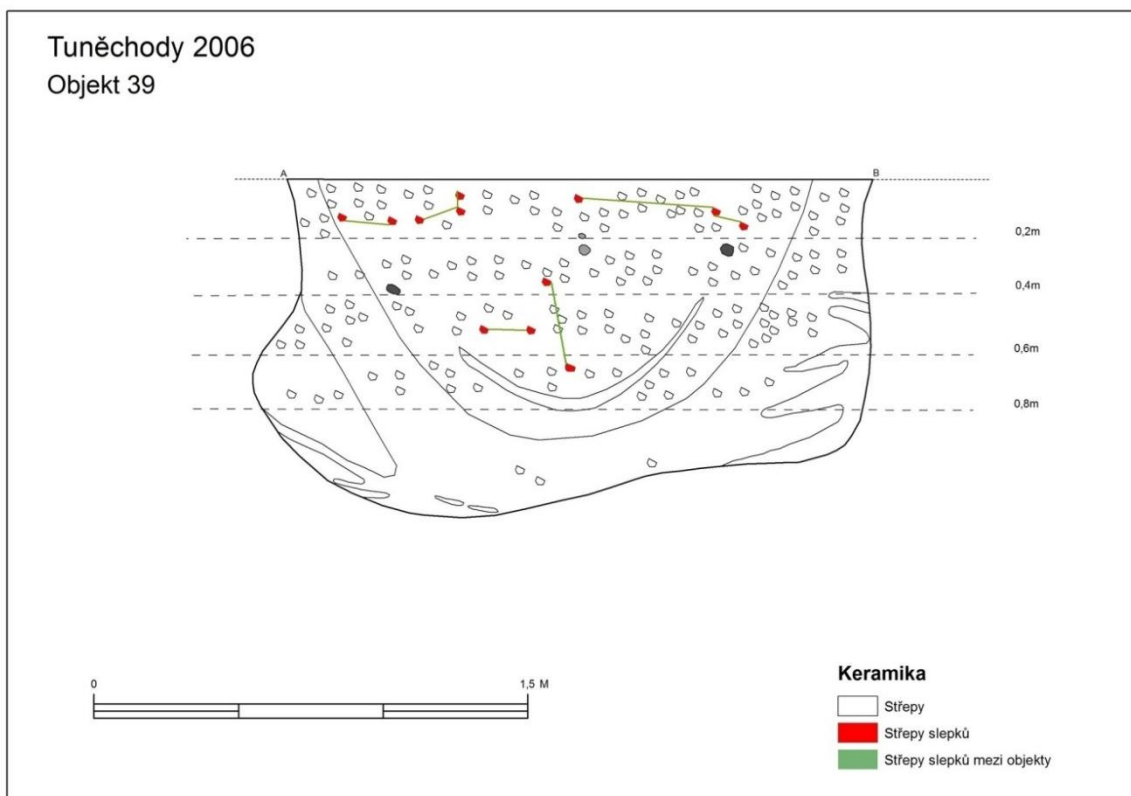 Tuněchody 2006
Objekt 39
A
B
0,2m
0,4m
0,6m
0,8m
0
1,5 M
Keramika
Střepy
Střepy slepků
Střepy slepků mezi objekty